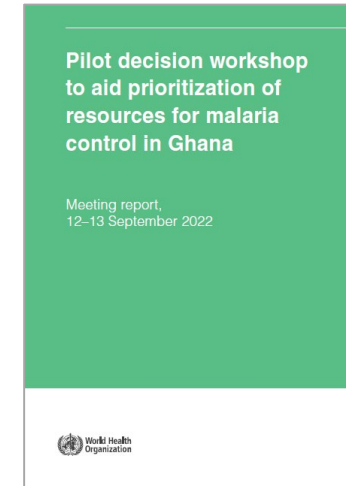 Pilot decision workshop
to aid prioritization of
resources for malaria
control in Ghana
Meeting report,
12–13 September 2022
World Health
Organization